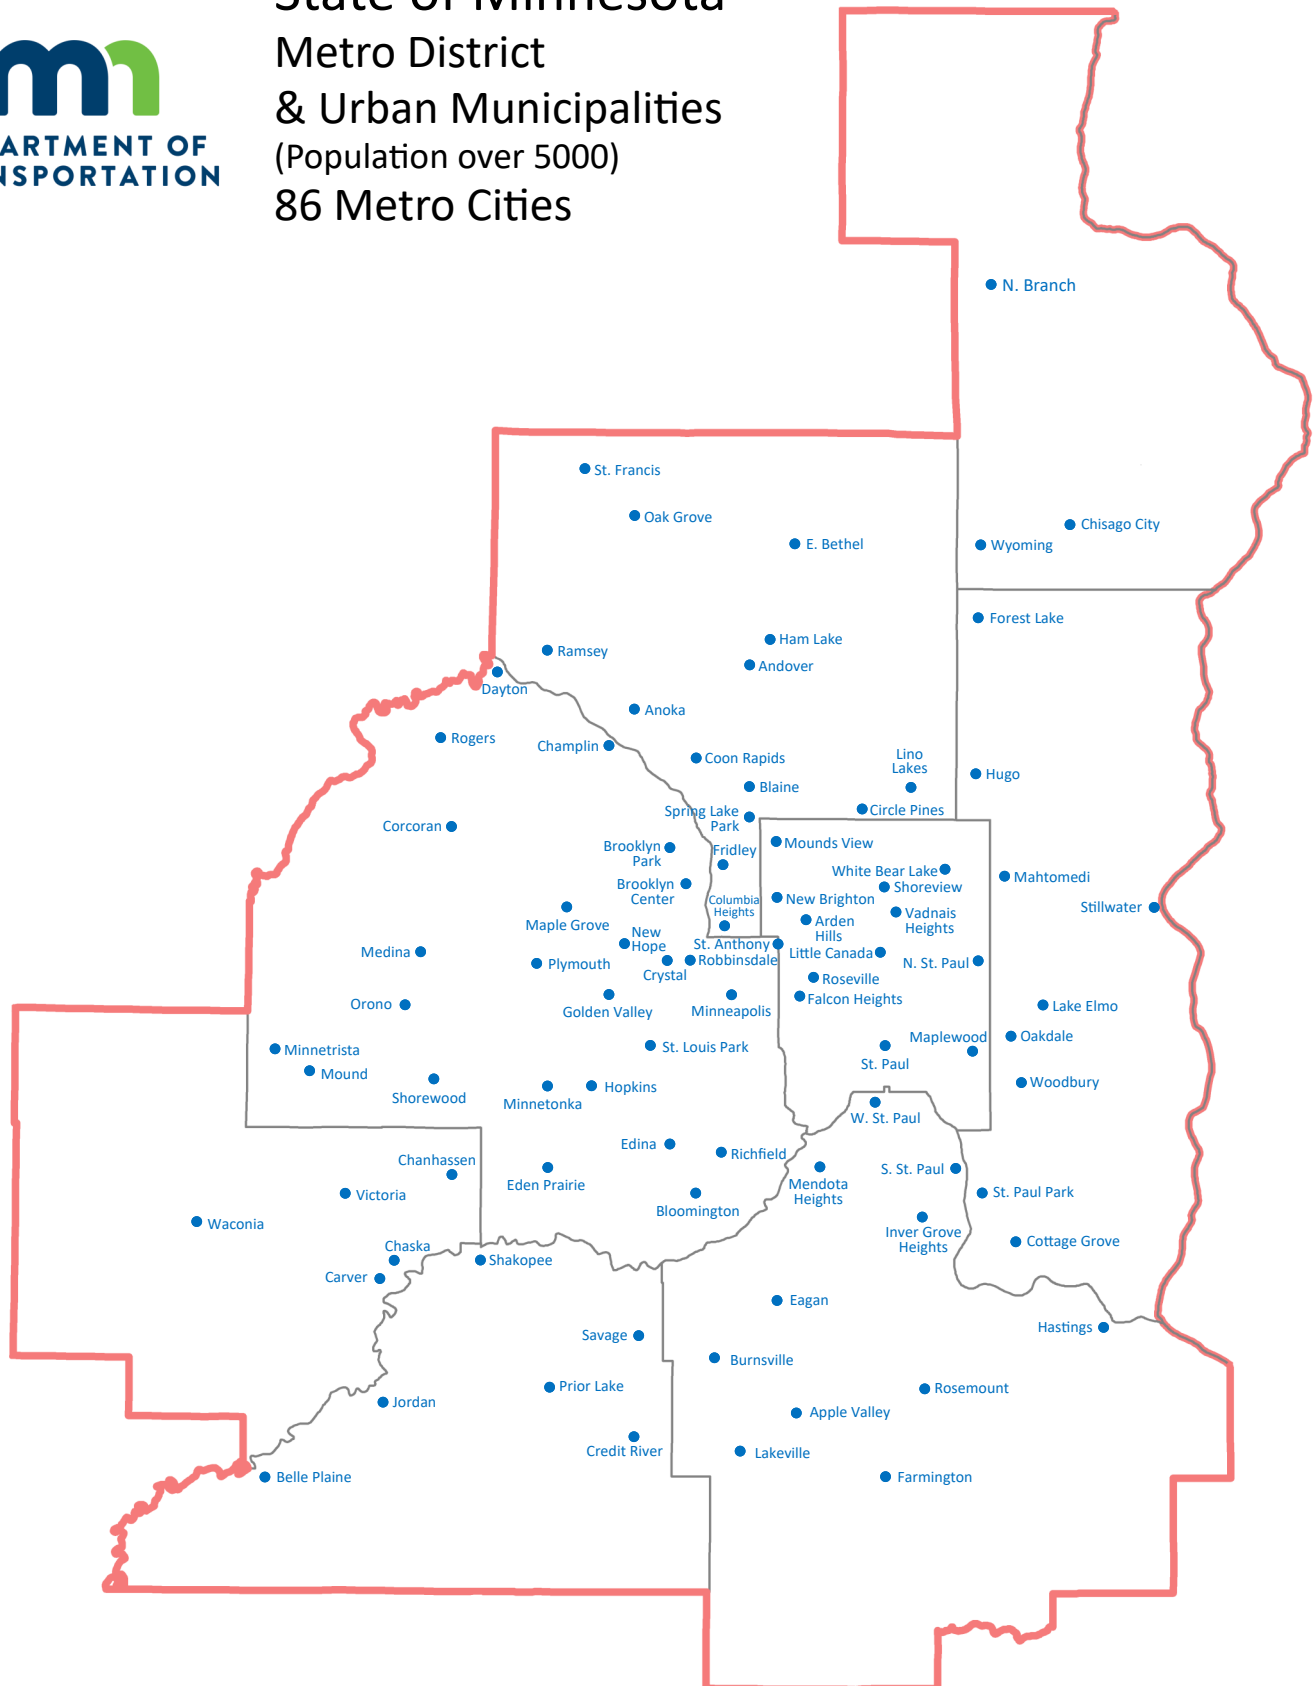 State of Minnesota
Metro District
& Urban Municipalities
(Population over 5000)
86 Metro Cities
ARTMENT OF
NSPORTATION
N. Branch
St. Francis
Oak Grove
E. Bethel
Chisago City
Wyoming
Forest Lake
Ham Lake
Ramsey
Andover
Dayton
Anoka
Rogers
Champlin
Coon Rapids
Lino
Lakes
Hugo
Blaine
Circle Pines
Spring Lake
Park
Corcoran
Mounds View
Brooklyn
Park
Fridley
White Bear Lake
Mahtomedi
Shoreview
Brooklyn
Center
New Brighton
Columbia
Heights
Stillwater
Vadnais
Heights
Arden
Hills
Maple Grove
New
Hope
St. Anthony
Medina
Little Canada
Robbinsdale
N. St. Paul
Plymouth
Crystal
Roseville
Falcon Heights
Orono
Golden Valley
Minneapolis
Lake Elmo
Oakdale
Maplewood
St. Louis Park
Minnetrista
St. Paul
Mound
Woodbury
Shorewood
Minnetonka
Hopkins
W. St. Paul
Edina
Richfield
Chanhassen
S. St. Paul
Eden Prairie
Mendota
Heights
St. Paul Park
Victoria
Bloomington
Waconia
Inver Grove
Heights
Cottage Grove
Chaska
Shakopee
Carver
Eagan
Hastings
Savage
Burnsville
Prior Lake
Rosemount
Jordan
Apple Valley
Credit River
Lakeville
Belle Plaine
Farmington